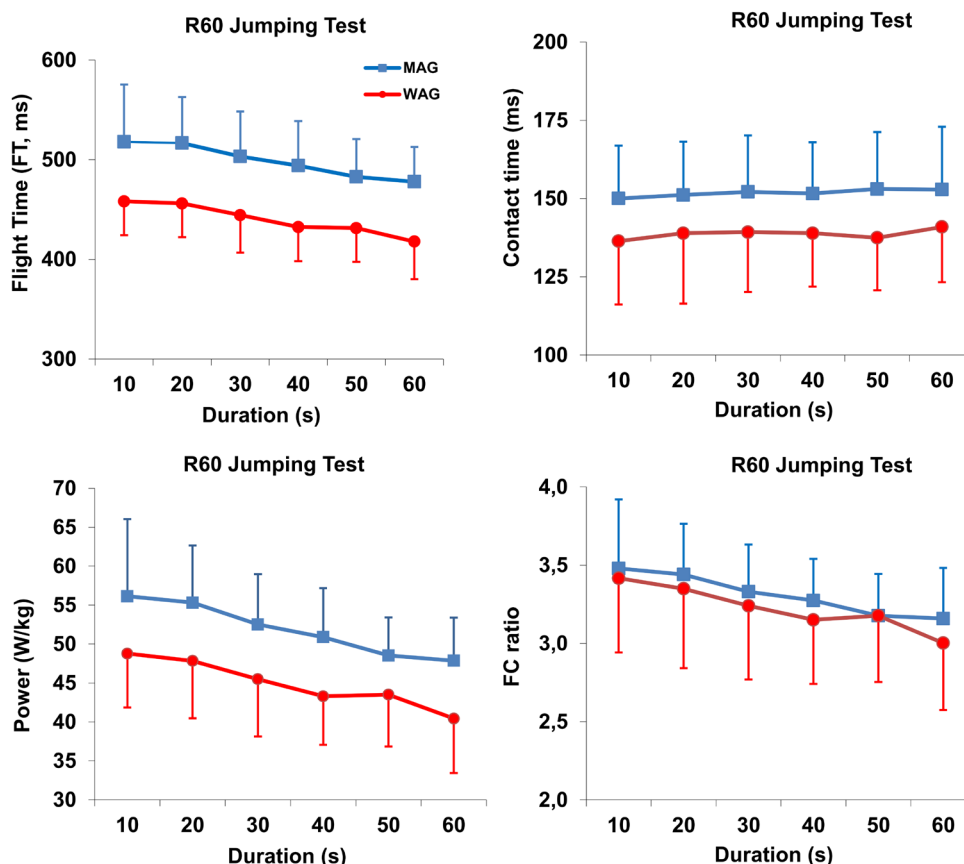 R60 Jumping Test
600
500
400
300
Flight Time (FT, ms)
MAG
WAG
10 20 30 40 50 60
Duration (s)
R60 Jumping Test
200
175
150
125
100
Contact time (ms)
10 20 30 40 50 60
Duration (s)
R60 Jumping Test
70
65
60
55
50
45
40
35
30
Power (W/kg)
10 20 30 40 50 60
Duration (s)
R60 Jumping Test
4,0
3,5
3,0
2,5
2,0
FC ratio
10 20 30 40 50 60
Duration (s)